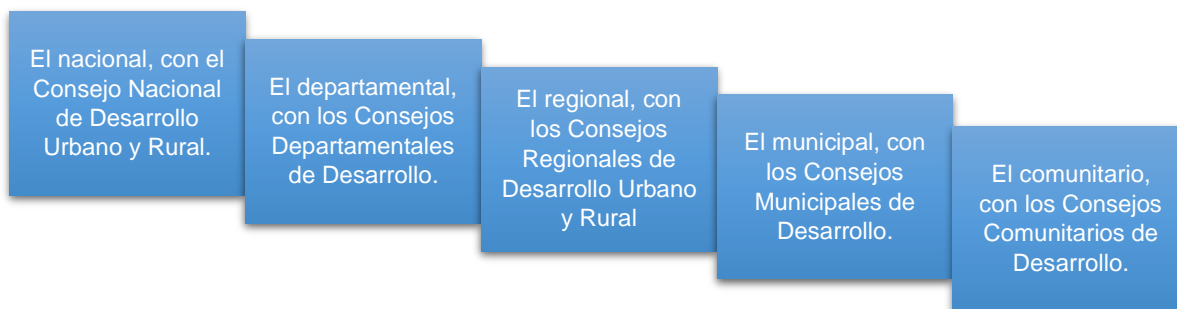 El nacional, con el
Consejo Nacional
de Desarrollo
Urbano y Rural.
El departamental,
con los Consejos
Departamentales
de Desarrollo.
El regional, con
los Consejos
Regionales de
Desarrollo Urbano
y Rural
El municipal, con
los Consejos
Municipales de
Desarrollo.
El comunitario,
con los Consejos
Comunitarios de
Desarrollo.